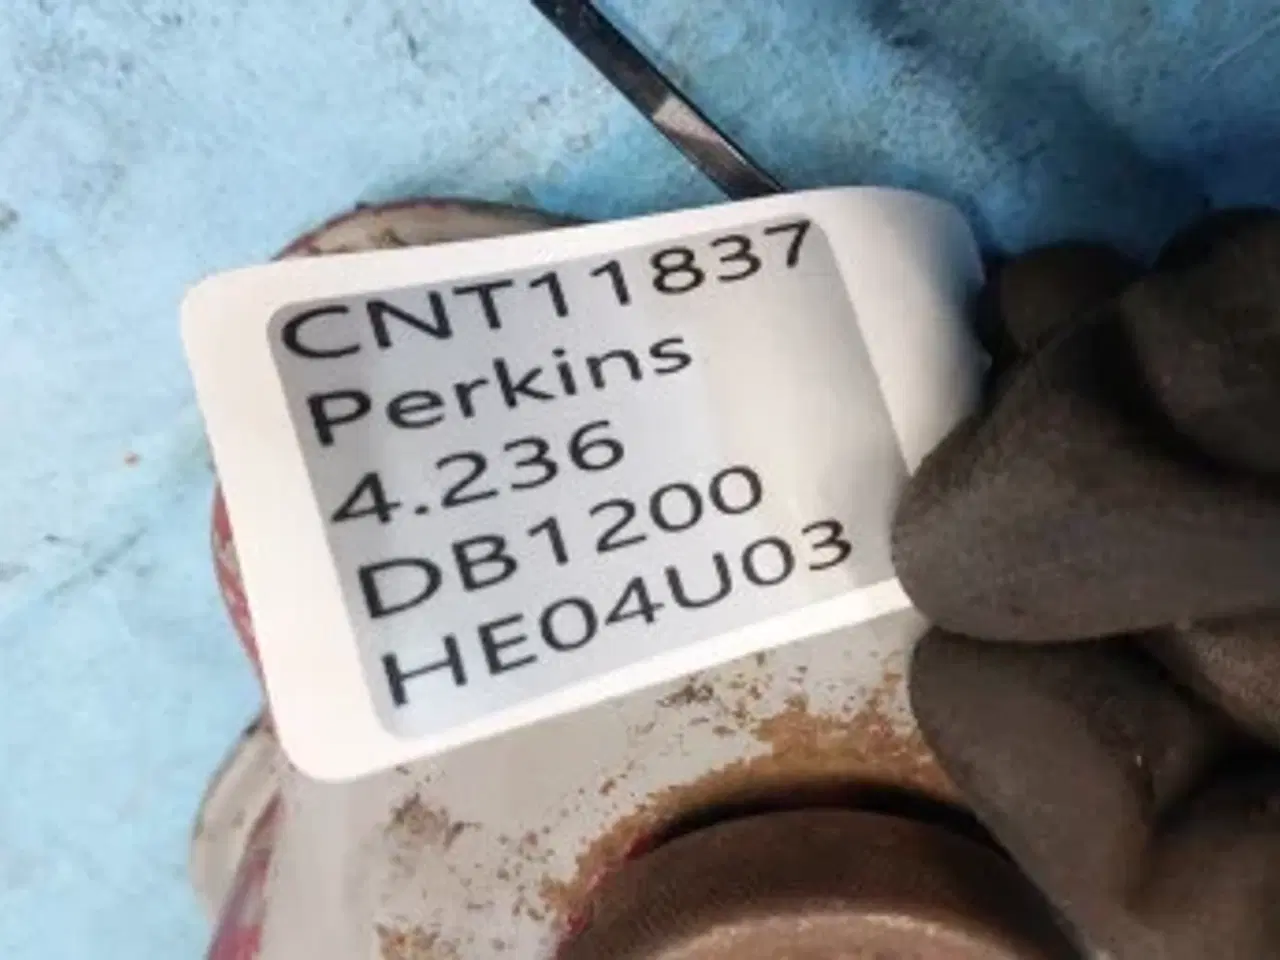 CNT11837
Perkins
4.236
DB1200
HE04U03